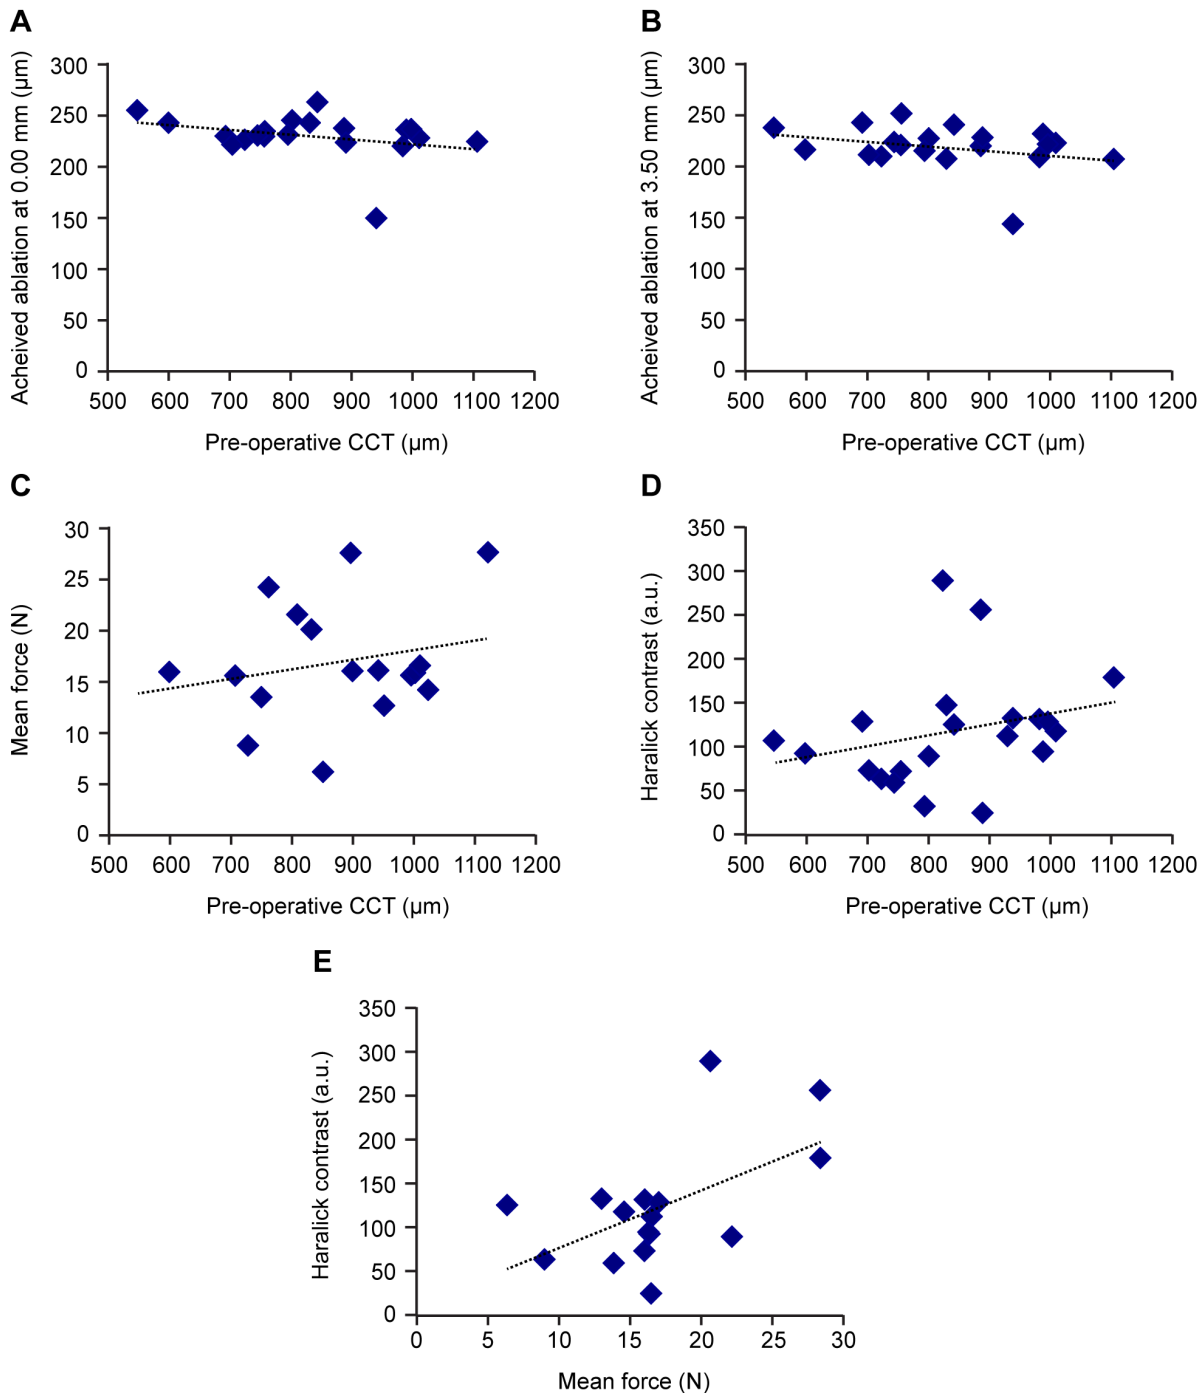 A
Acheived ablation at 0.00 mm (µm)
300
250
200
150
100
50
0
500 600 700 800 900 1000 1100 1200
Pre-operative CCT (µm)
B
Achieved ablation at 3.50 mm (µm)
300
250
200
150
100
50
0
500 600 700 800 900 1000 1100 1200
Pre-operative CCT (µm)
C
Mean force (N)
30
25
20
15
10
5
0
500 600 700 800 900 1000 1100 1200
Pre-operative CCT (µm)
D
Haralick contrast (a.u.)
350
300
250
200
150
100
50
0
500 600 700 800 900 1000 1100 1200
Pre-operative CCT (µm)
E
Haralick contrast (a.u.)
350
300
250
200
150
100
50
0
0 5 10 15 20 25 30
Mean force (N)